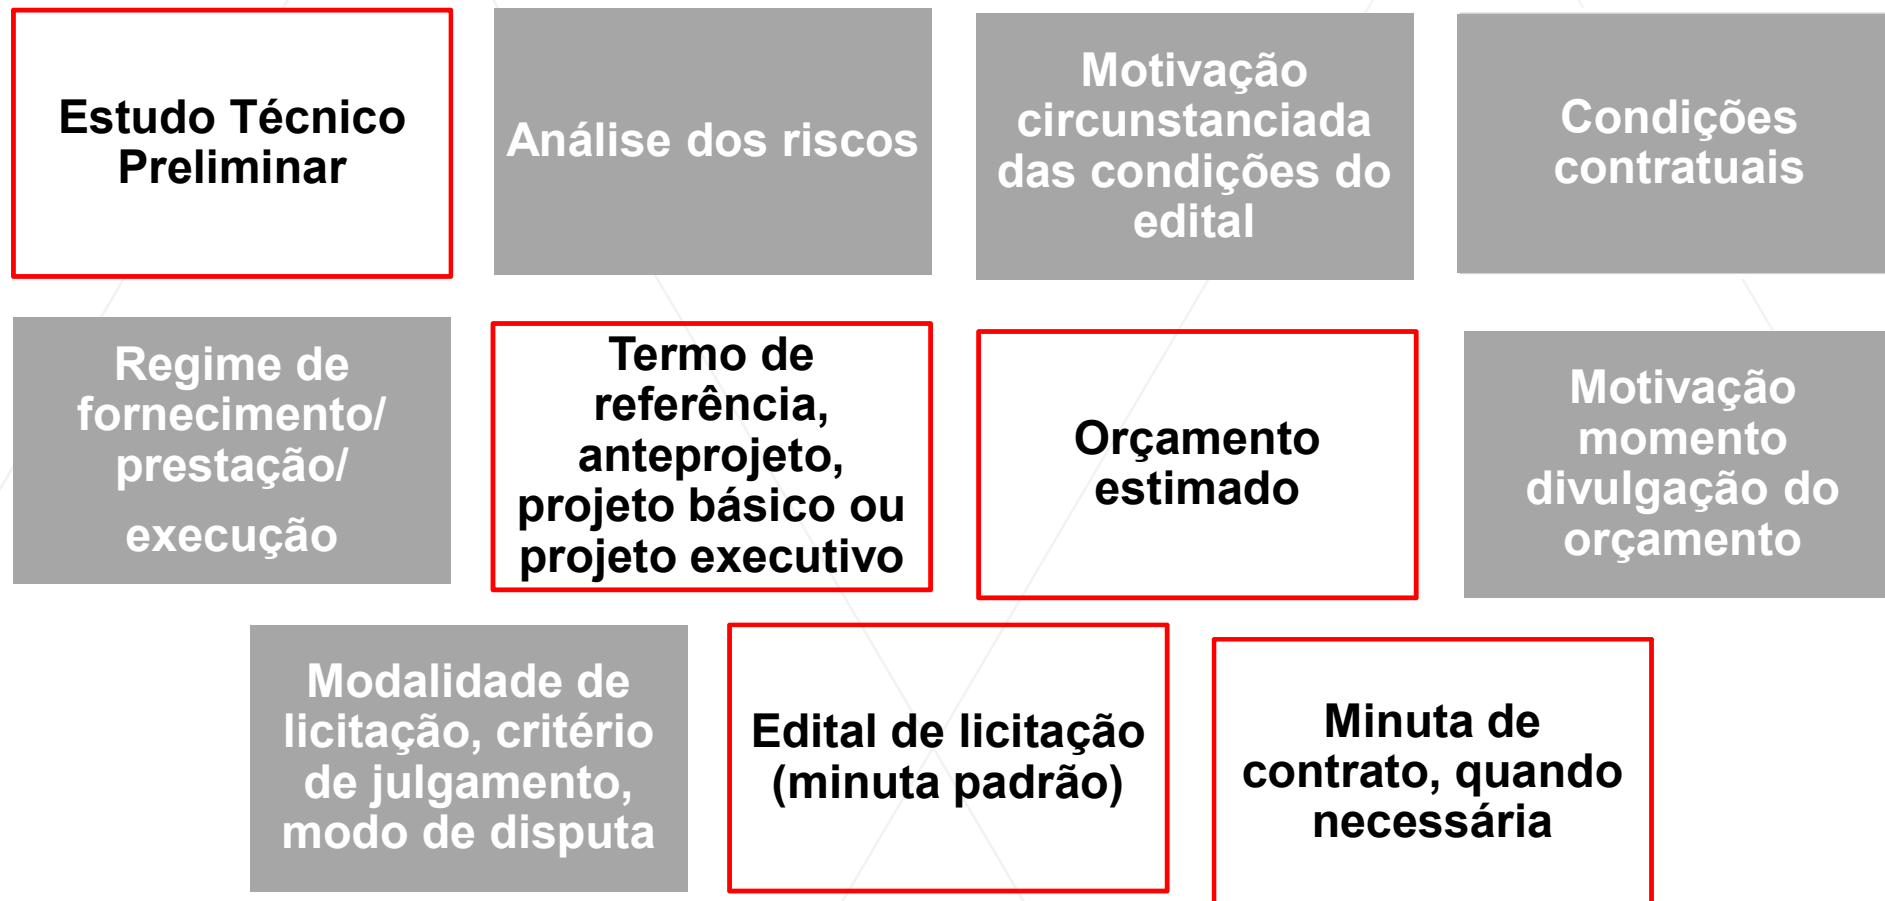 Estudo Técnico
Preliminar
Análise dos riscos
Motivação
circunstanciada
das condições do
edital
Condições
contratuais
Regime de
fornecimento/
prestação/
execução
Termo de
referência,
anteprojeto,
projeto básico ou
projeto executivo
Orçamento
estimado
Motivação
momento
divulgação do
orçamento
Modalidade de
licitação, critério
de julgamento,
modo de disputa
Edital de licitação
(minuta padrão)
Minuta de
contrato, quando
necessária